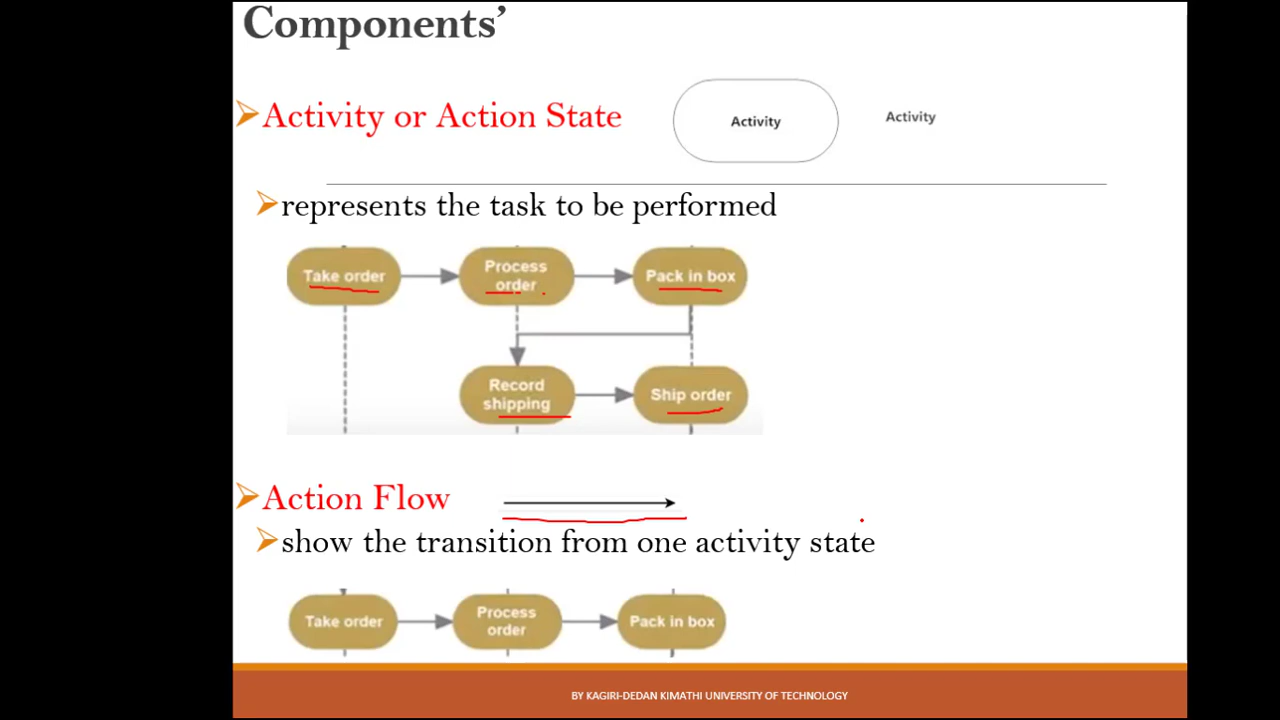 Components’
Activity or Action State
Activity
Activity
represents the task to be performed
Take order
Process
order
Pack in box
Record
shipping
Ship order
Action Flow
show the transition from one activity state
Take order
Process
order
Pack in box
BY KAGIRI-DEDAN KIMATHI UNIVERSITY OF TECHNOLOGY